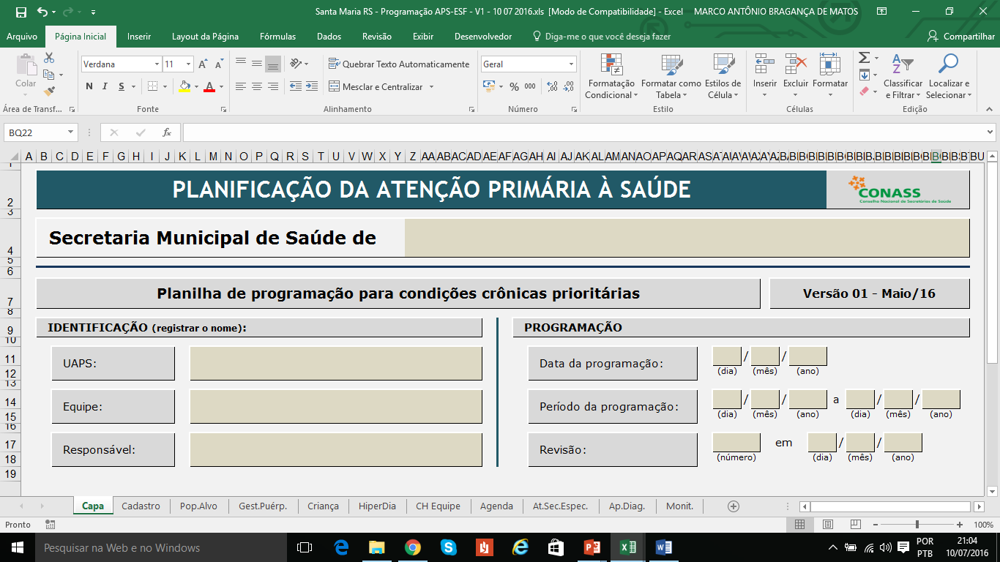 Santa Maria RS - Programação APS-ESF - V1 - 10 07 2016.xls [Modo de Compatibilidade] - Excel MARCO ANTÔNIO BRAGANÇA DE MATOS
Arquivo Página Inicial Inserir Layout da Página Fórmulas Dados Revisão Exibir Desenvolvedor Diga-me o que você deseja fazer Compartilhar
Verdana 11 Quebrar Texto Automaticamente Geral
Colar N I S A Mesclar e Centralizar % 000 Formatação Condicional Formatar como Tabela Estilos de Célula Inserir Excluir Formatar Classificar e Filtrar Localizar e Selecionar
Área de Transf... Fonte Alinhamento Número Estilo Células Edição
BQ22 fx
A B C D E F G H I J K L M N O P Q R S T U V W X Y Z AA AB AC AD AE AF AG AH AI AJ AK AL AM AN AO AP AQ AR
1
2 PLANIFICAÇÃO DA ATENÇÃO PRIMÁRIA À SAÚDE CONASS
Conselho Nacional de Secretários de Saúde
3
4 Secretaria Municipal de Saúde de
5
6
7 Planilha de programação para condições crônicas prioritárias Versão 01 - Maio/16
8
9 IDENTIFICAÇÃO (registrar o nome): PROGRAMAÇÃO
10
11 UAPS: Data da programação: / /
12 (dia) (mês) (ano)
13
14 Equipe: Período da programação: / / a / /
15 (dia) (mês) (ano) (dia) (mês) (ano)
16
17 Responsável: Revisão: em / /
18 (número) (dia) (mês) (ano)
19
Capa Cadastro Pop.Alvo Gest.Puérp. Criança HiperDia CH Equipe Agenda At.Sec.Espec. Ap.Diag. Monit.
Pronto 100%
Pesquisar na Web e no Windows POR 21:04
PTB 10/07/2016